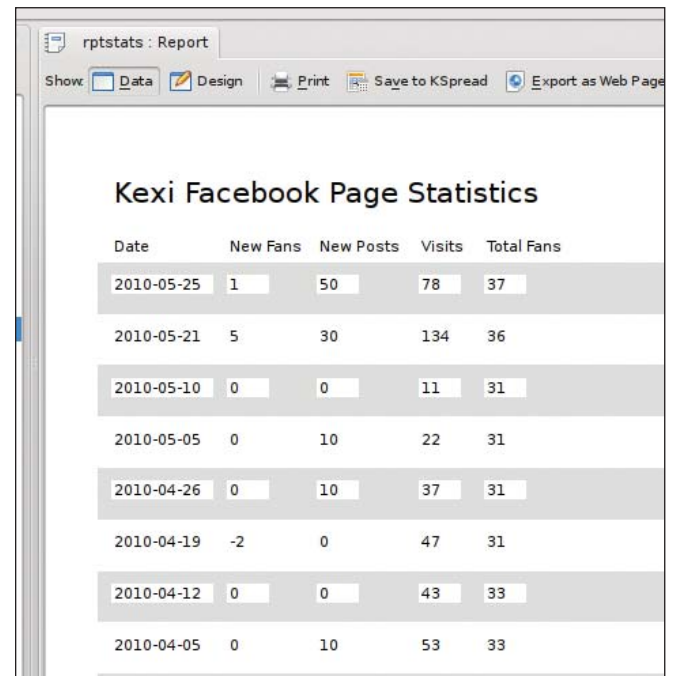 rptstats : Report
Show: Data Design Print Save to KSpread Export as Web Page
Kexi Facebook Page Statistics
Date New Fans New Posts Visits Total Fans
2010-05-25 1 50 78 37
2010-05-21 5 30 134 36
2010-05-10 0 0 11 31
2010-05-05 0 10 22 31
2010-04-26 0 10 37 31
2010-04-19 -2 0 47 31
2010-04-12 0 0 43 33
2010-04-05 0 10 53 33